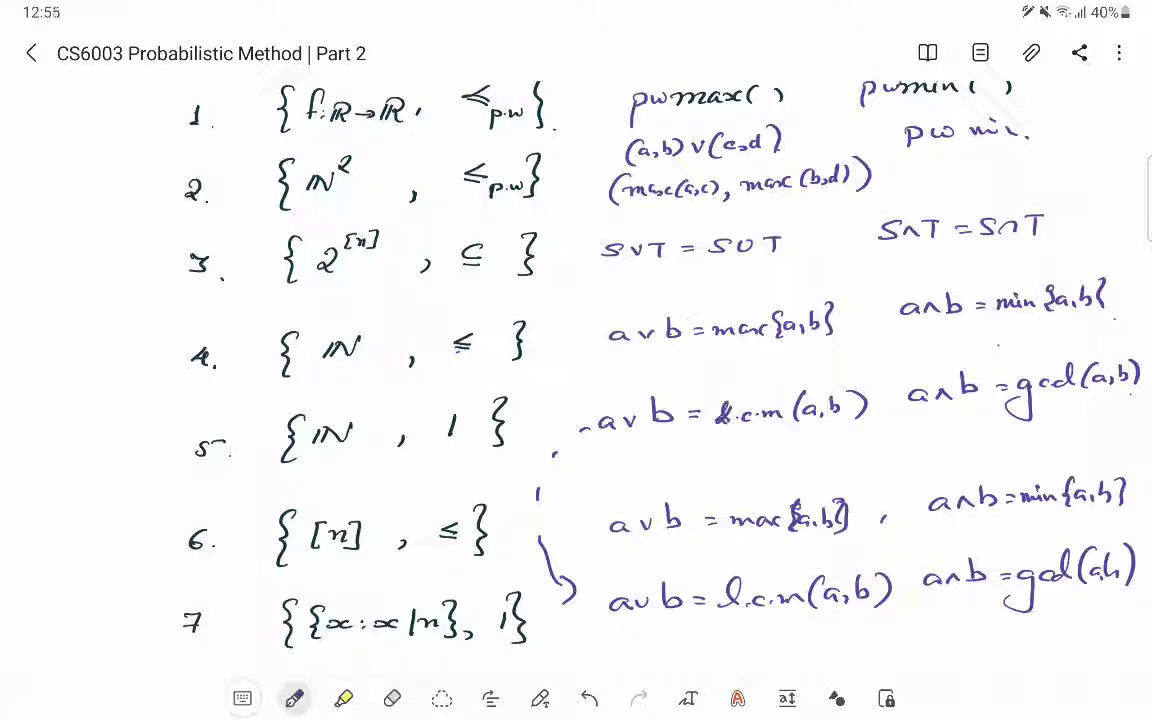 12:55 40%
CS6003 Probabilistic Method | Part 2
1. { f: ℝ→ℝ, ≤p.w }. pwmax( ) pwmin( )
(a,b) ∨ (c,d) pw
2. { ℕ², ≤p.w } (max(a,c), max(b,d))
3. { 2^[n], ⊆ } S∨T = S∪T S∧T = S∩T
4. { ℕ, ≤ } a∨b = max{a,b} a∧b = min{a,b}
5. { ℕ, | } a∨b = l.c.m (a,b) a∧b = gcd(a,b)
6. { [n], ≤ } a∨b = max{a,b}, a∧b = min{a,b}
7 { {x: x|n}, | } a∨b = l.c.m(a,b) a∧b = gcd(a,b)